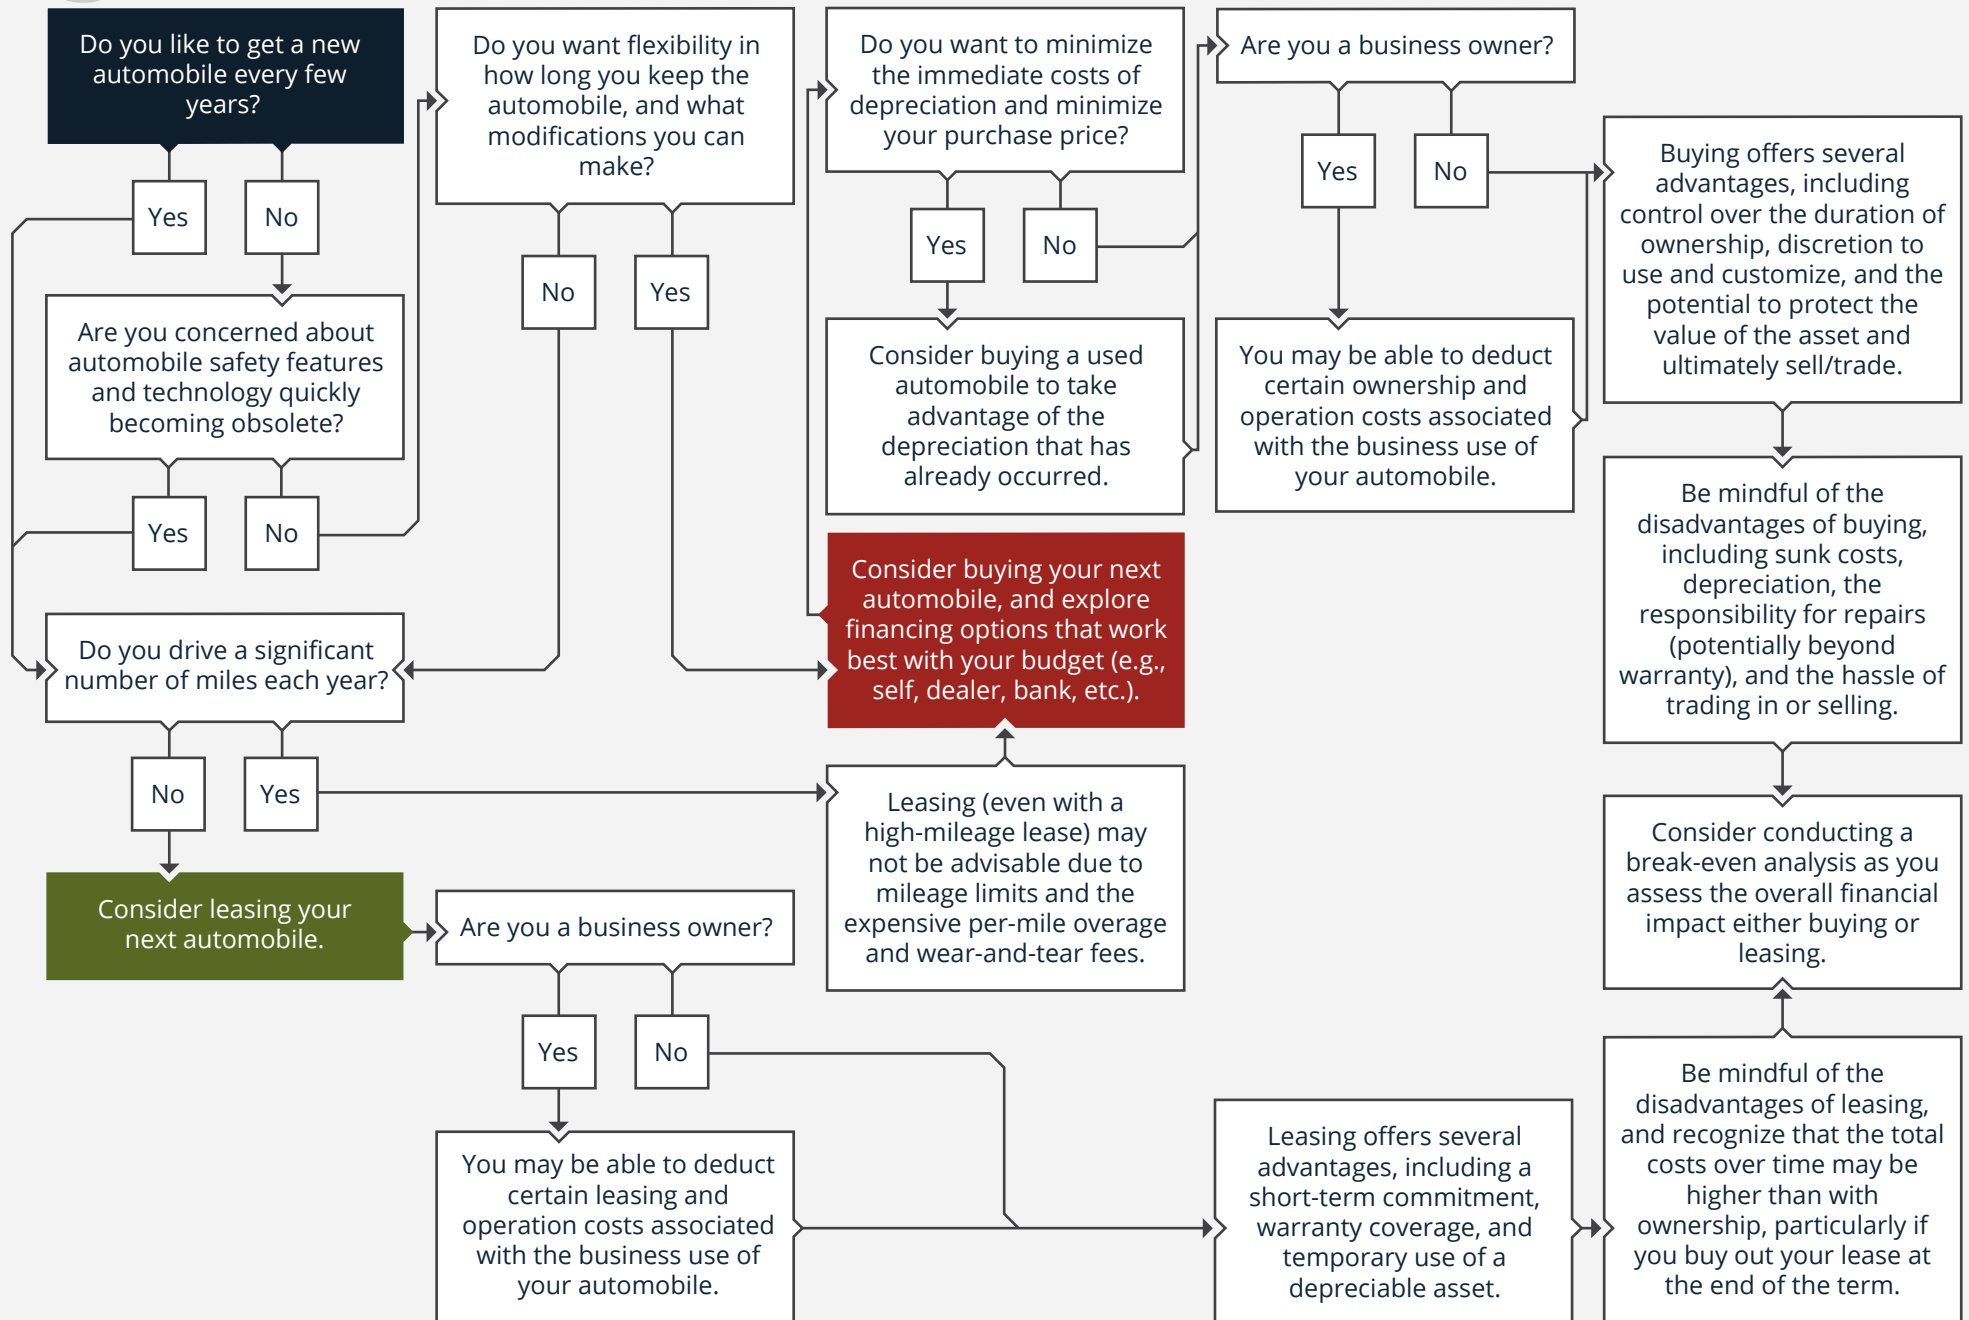 Do you like to get a new
automobile every few
years?
Yes
No
Are you concerned about
automobile safety features
and technology quickly
becoming obsolete?
Yes
No
Do you drive a significant
number of miles each year?
No
Yes
Consider leasing your
next automobile.
Do you want flexibility in
how long you keep the
automobile, and what
modifications you can
make?
No
Yes
Are you a business owner?
Yes
No
You may be able to deduct
certain leasing and
operation costs associated
with the business use of
your automobile.
Do you want to minimize
the immediate costs of
depreciation and minimize
your purchase price?
Yes
No
Consider buying a used
automobile to take
advantage of the
depreciation that has
already occurred.
Consider buying your next
automobile, and explore
financing options that work
best with your budget (e.g.,
self, dealer, bank, etc.).
Leasing (even with a
high-mileage lease) may
not be advisable due to
mileage limits and the
expensive per-mile overage
and wear-and-tear fees.
Are you a business owner?
Yes
No
You may be able to deduct
certain ownership and
operation costs associated
with the business use of
your automobile.
Leasing offers several
advantages, including a
short-term commitment,
warranty coverage, and
temporary use of a
depreciable asset.
Buying offers several
advantages, including
control over the duration of
ownership, discretion to
use and customize, and the
potential to protect the
value of the asset and
ultimately sell/trade.
Be mindful of the
disadvantages of buying,
including sunk costs,
depreciation, the
responsibility for repairs
(potentially beyond
warranty), and the hassle of
trading in or selling.
Consider conducting a
break-even analysis as you
assess the overall financial
impact either buying or
leasing.
Be mindful of the
disadvantages of leasing,
and recognize that the total
costs over time may be
higher than with
ownership, particularly if
you buy out your lease at
the end of the term.